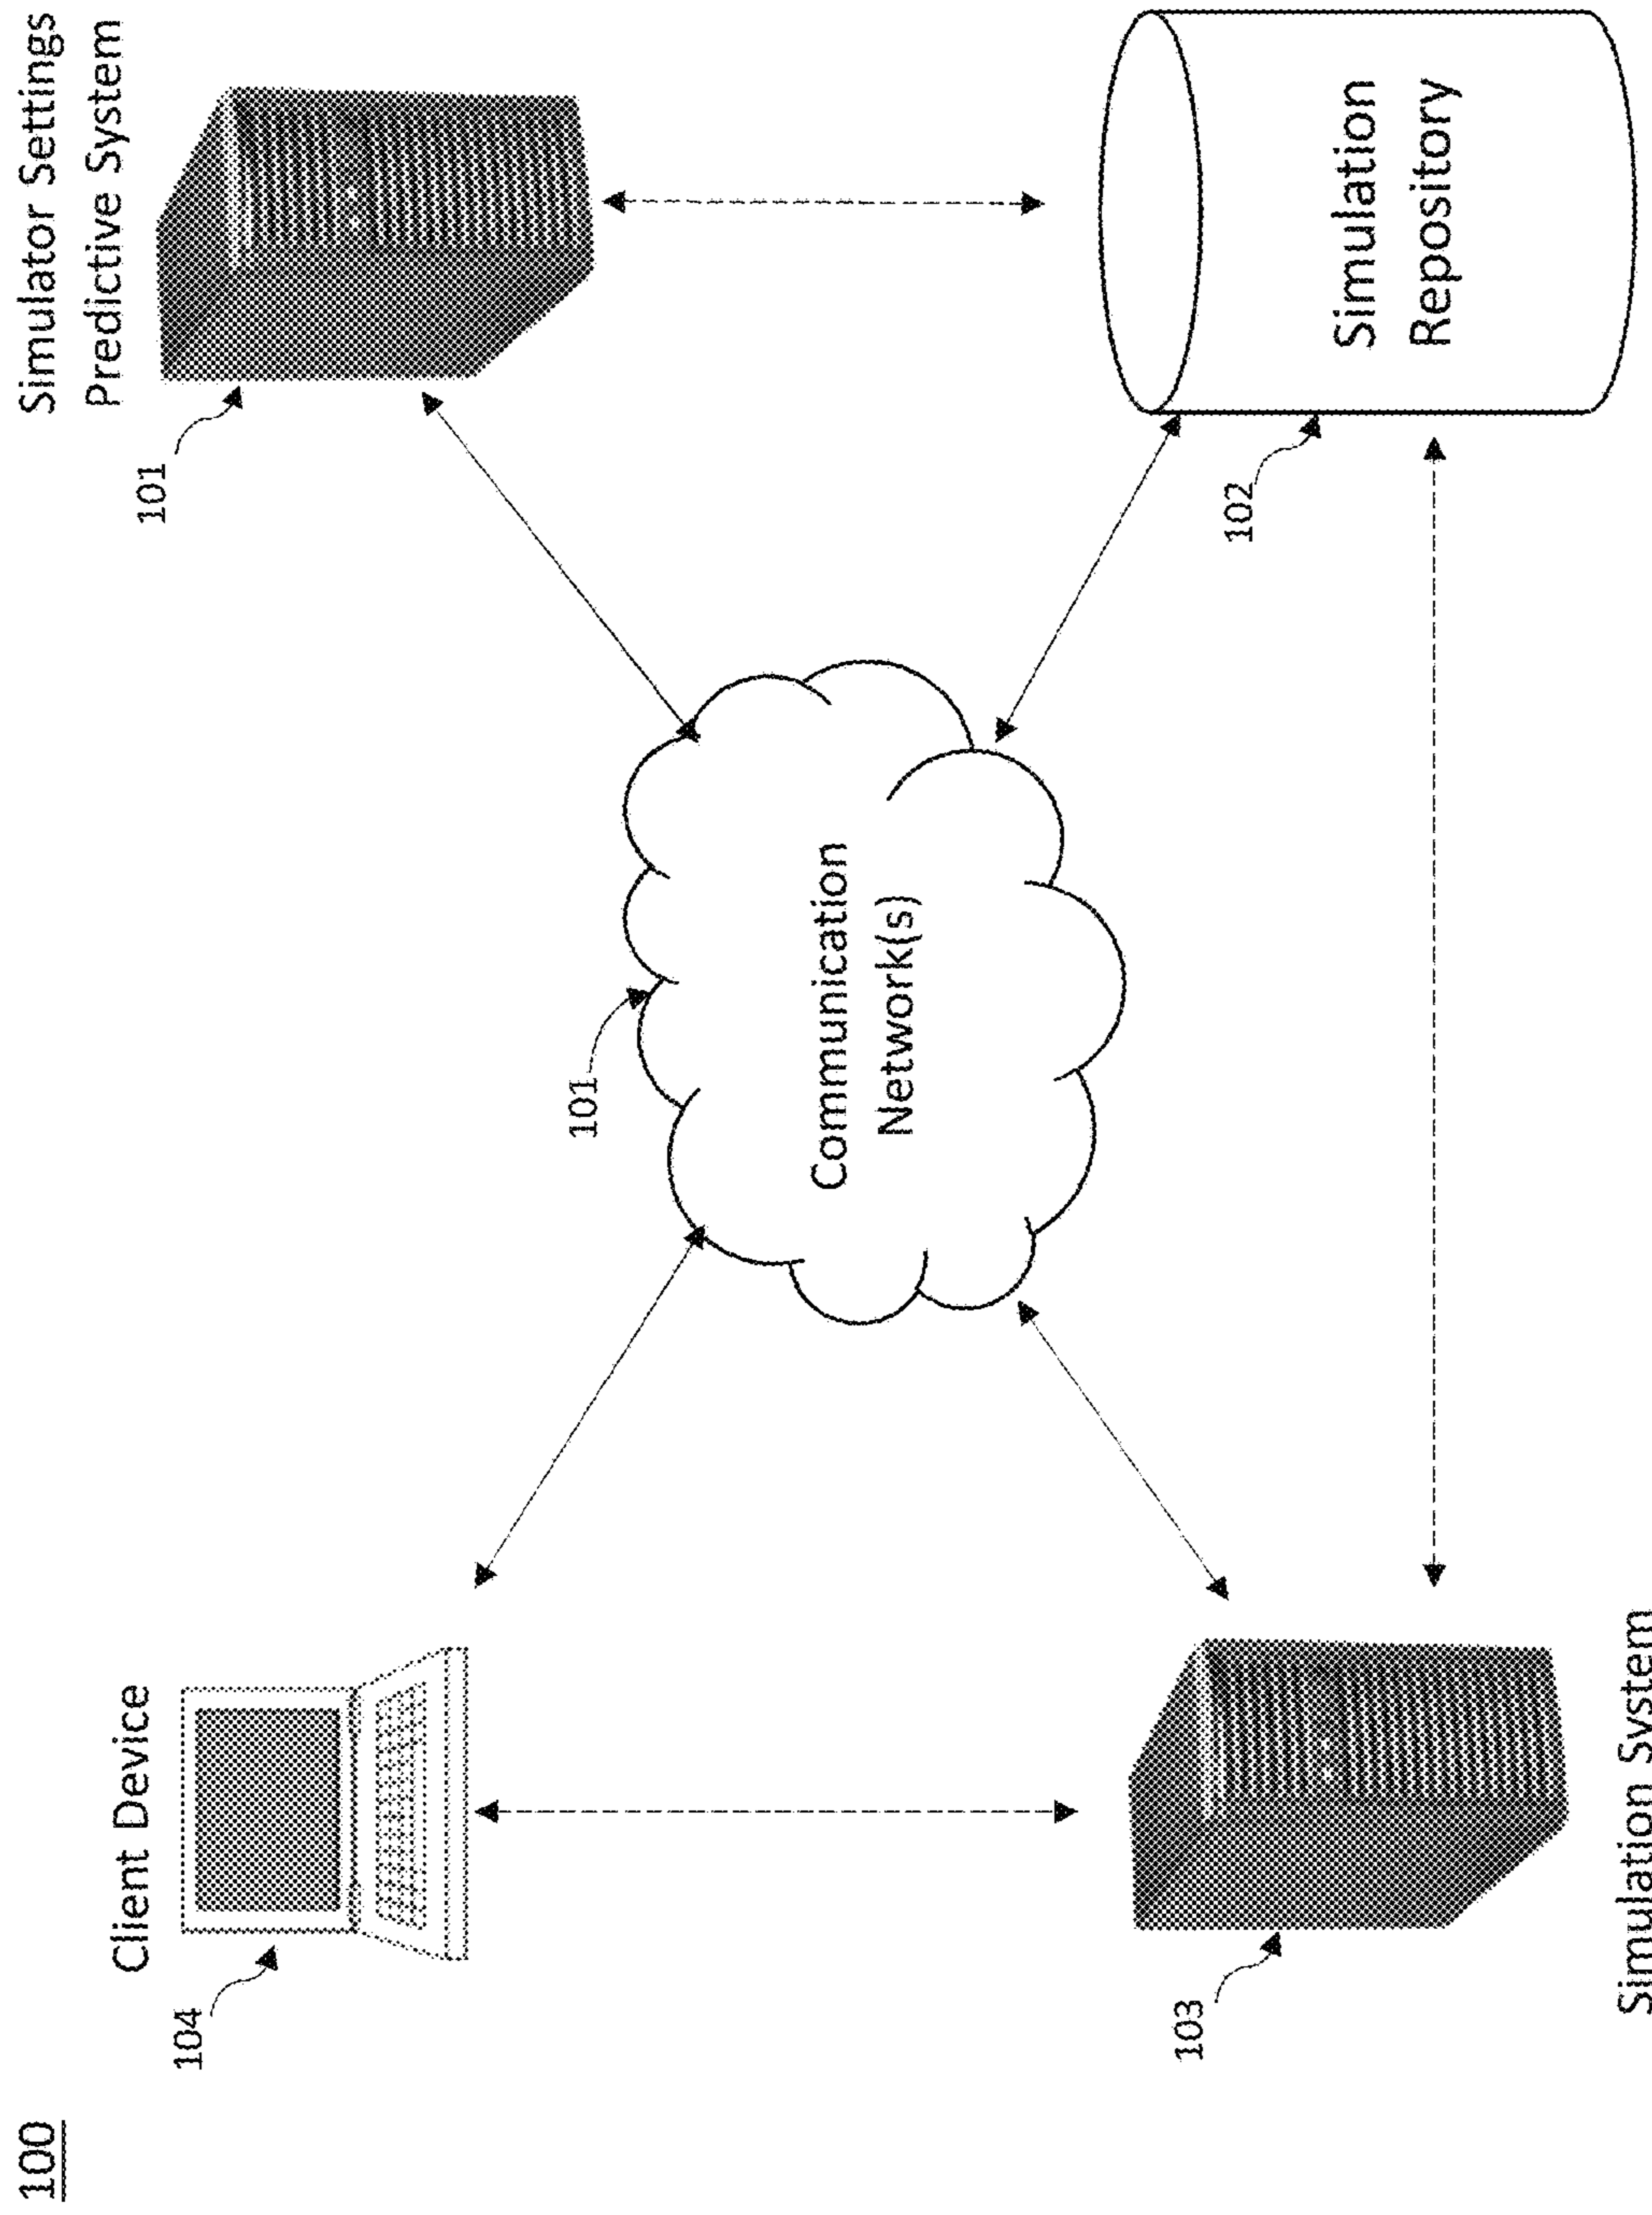 100
Client Device
104
Simulator Settings
Predictive System
101
101
Communication
Network(s)
103
Simulation System
102
Simulation
Repository